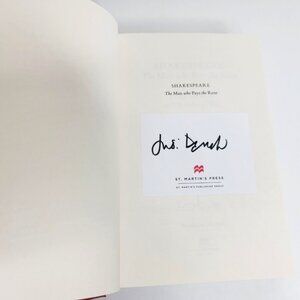 SHAKESPEARE
The Man who Pays the Rent
Judi Dench
ST. MARTIN'S PRESS
ST. MARTIN'S PUBLISHING GROUP